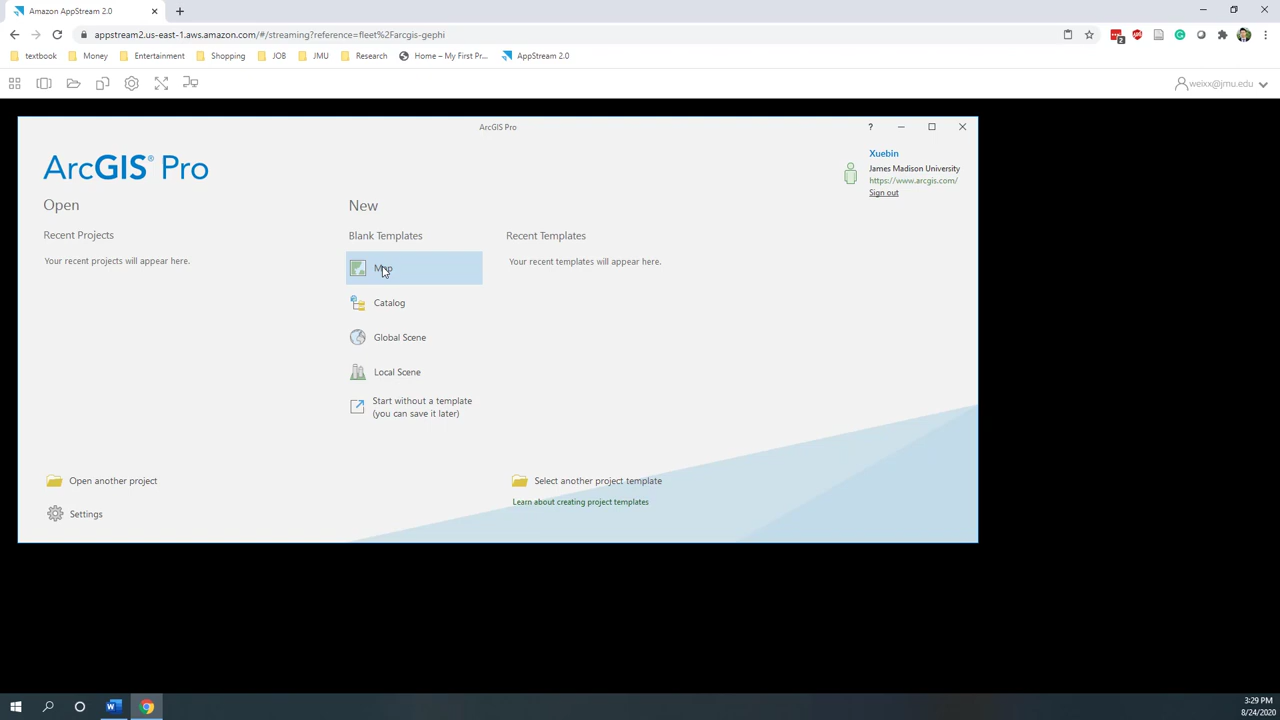 Amazon AppStream 2.0
appstream2.us-east-1.aws.amazon.com/#/streaming?reference=fleet%2Farcgis-gephi
textbook
Money
Entertainment
Shopping
JOB
JMU
Research
Home – My First Pr...
AppStream 2.0
2
weixx@jmu.edu
ArcGIS Pro
?
ArcGIS® Pro
Xuebin
James Madison University
https://www.arcgis.com/
Sign out
Open
New
Recent Projects
Blank Templates
Recent Templates
Your recent projects will appear here.
Your recent templates will appear here.
Map
Catalog
Global Scene
Local Scene
Start without a template
(you can save it later)
Open another project
Select another project template
Learn about creating project templates
Settings
3:29 PM
8/24/2020